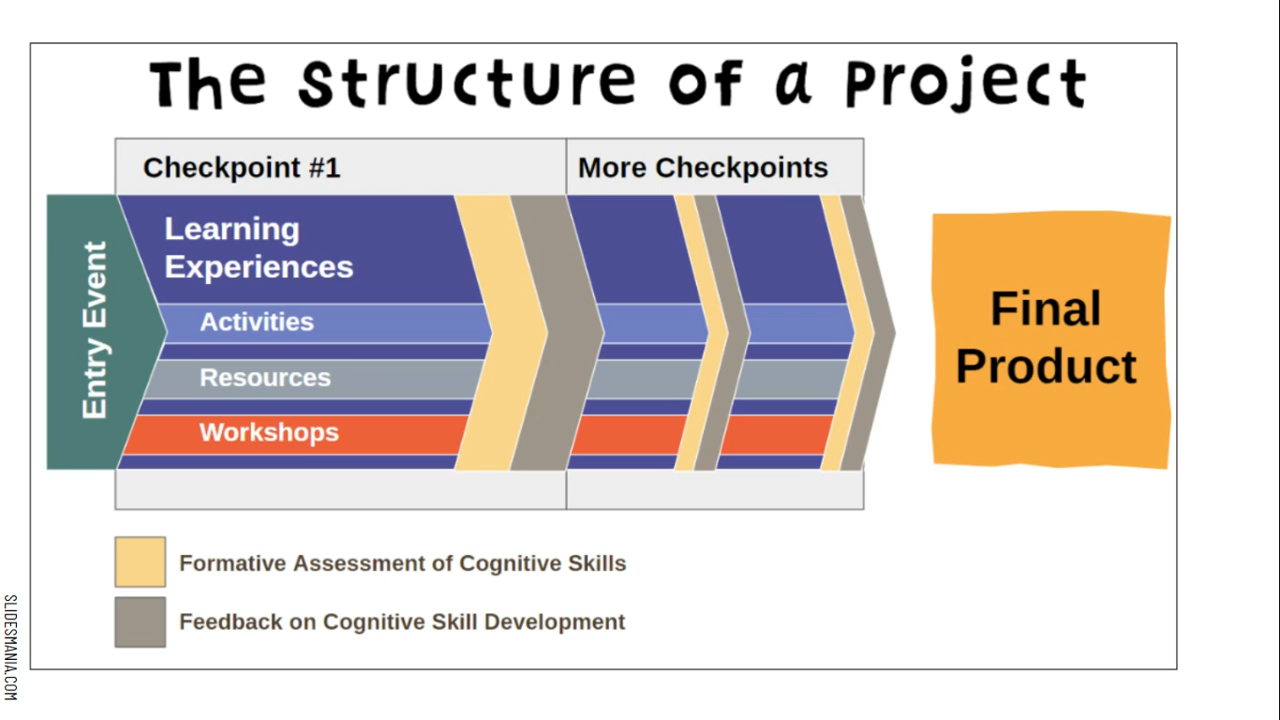 The Structure of a Project
Checkpoint #1
More Checkpoints
Entry Event
Learning
Experiences
Activities
Resources
Workshops
Final
Product
Formative Assessment of Cognitive Skills
Feedback on Cognitive Skill Development
SLIDESMANIA.COM